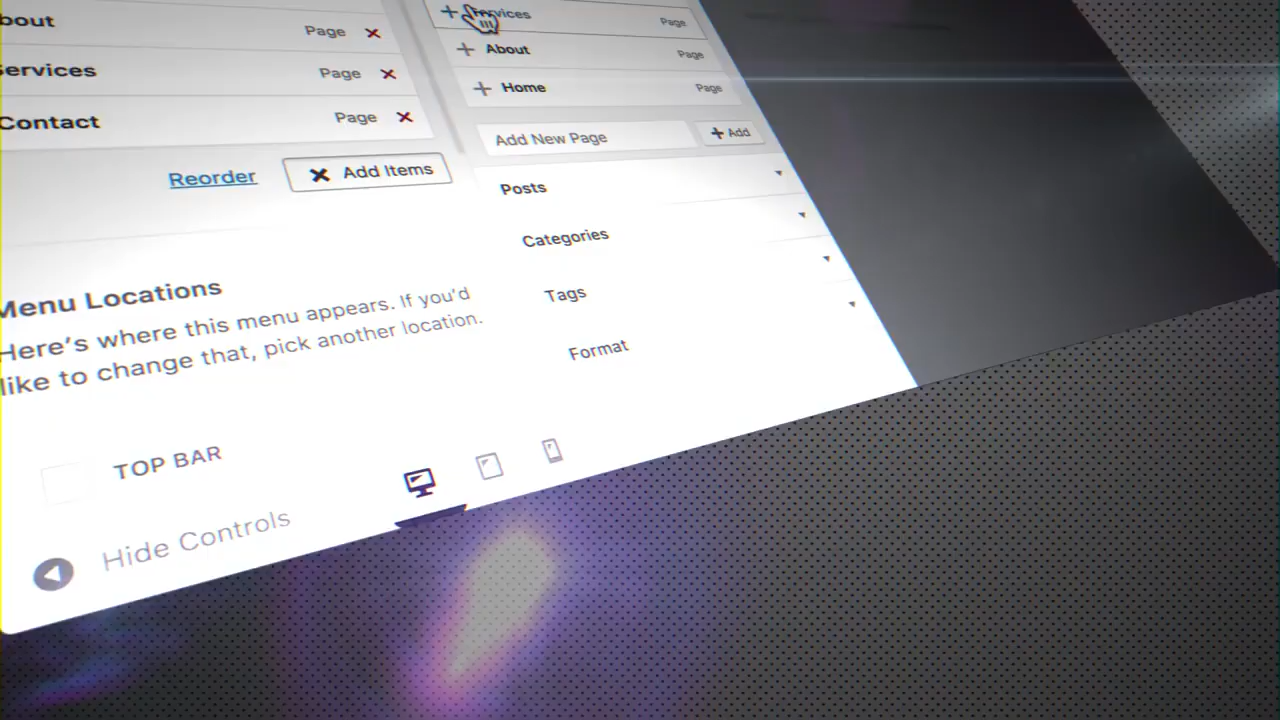 bout Page
ervices Page
Contact Page
Reorder Add Items
Menu Locations
Here's where this menu appears. If you'd
like to change that, pick another location.
TOP BAR
Hide Controls
Services Page
About Page
Home Page
Add New Page Add
Posts
Categories
Tags
Format